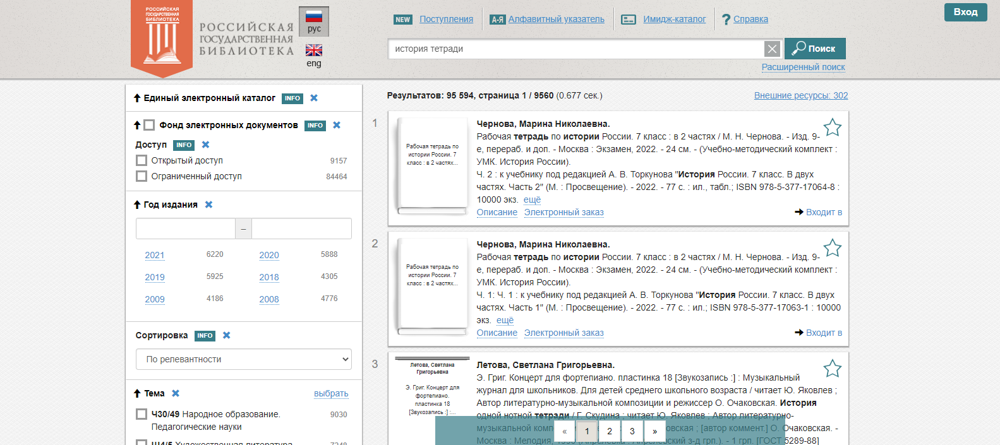 РОССИЙСКАЯ
ГОСУДАРСТВЕННАЯ
БИБЛИОТЕКА
РОССИЙСКАЯ
ГОСУДАРСТВЕННАЯ
БИБЛИОТЕКА
рус
eng
NEW Поступления
А-Я Алфавитный указатель
Имидж-каталог
? Справка
Вход
история тетради
Поиск
Расширенный поиск
Единый электронный каталог INFO
Фонд электронных документов INFO
Доступ INFO
Открытый доступ 9157
Ограниченный доступ 84464
Год издания
–
2021 6220 2020 5888
2019 5925 2018 4305
2009 4186 2008 4776
Сортировка INFO
По релевантности
Тема выбрать
Ч30/49 Народное образование. 9030
Педагогические науки
Ш4/5 Художественная литература 7248
Результатов: 95 594, страница 1 / 9560 (0.677 сек.) Внешние ресурсы: 302
1
Рабочая тетрадь по
истории России. 7
класс : в 2 частях...
Чернова, Марина Николаевна.
Рабочая тетрадь по истории России. 7 класс : в 2 частях / М. Н. Чернова. - Изд. 9-
е, перераб. и доп. - Москва : Экзамен, 2022. - 24 см. - (Учебно-методический комплект :
УМК. История России).
Ч. 2 : к учебнику под редакцией А. В. Торкунова "История России. 7 класс. В двух
частях. Часть 2" (М. : Просвещение). - 2022. - 77 с. : ил., табл.; ISBN 978-5-377-17064-8 :
10000 экз. ещё
Описание Электронный заказ Входит в
2
Рабочая тетрадь по
истории России. 7
класс : в 2 частях...
Чернова, Марина Николаевна.
Рабочая тетрадь по истории России. 7 класс : в 2 частях / М. Н. Чернова. - Изд. 9-
е, перераб. и доп. - Москва : Экзамен, 2022. - 24 см. - (Учебно-методический комплект :
УМК. История России).
Ч. 1: Ч. 1 : к учебнику под редакцией А. В. Торкунова "История России. 7 класс. В двух
частях. Часть 1" (М. : Просвещение). - 2022. - 77 с. : ил.; ISBN 978-5-377-17063-1 : 10000
экз. ещё
Описание Электронный заказ Входит в
3
Летова, Светлана
Григорьевна
Э. Григ. Концерт для
фортепиано.
пластинка 18
[Звукозапись :] :...
Летова, Светлана Григорьевна.
Э. Григ. Концерт для фортепиано. пластинка 18 [Звукозапись :] : Музыкальный
журнал для школьников. Для детей среднего школьного возраста / читает Ю. Яковлев ;
Автор литературно-музыкальной композиции и режиссер О. Очаковская. История
одной нотной тетради / Г. Скудина ; читает Ю. Яковлев ; Автор литературно-
музыкальной комп овская ; [автор коммент.] О. Очаковская. -
Москва : Мелодия, (Апрелевка : Апрелевский з-д грп.). - 1 грп. [ГОСТ 5289-88]
« 1 2 3 »